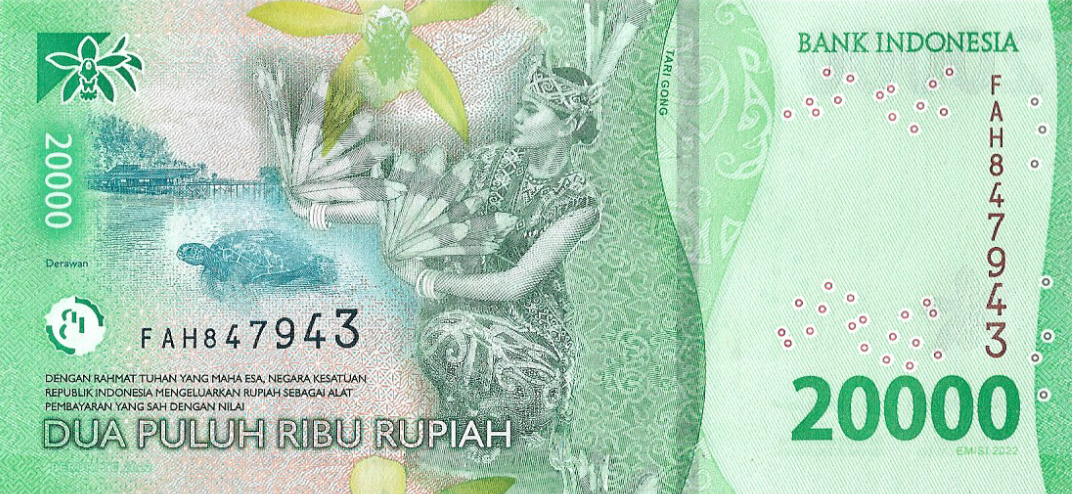 BANK INDONESIA
TARI GONG
FAH847943
20000
Derawan
FAH847943
DENGAN RAHMAT TUHAN YANG MAHA ESA, NEGARA KESATUAN
REPUBLIK INDONESIA MENGELUARKAN RUPIAH SEBAGAI ALAT
PEMBAYARAN YANG SAH DENGAN NILAI
DUA PULUH RIBU RUPIAH
20000
EMISI 2022